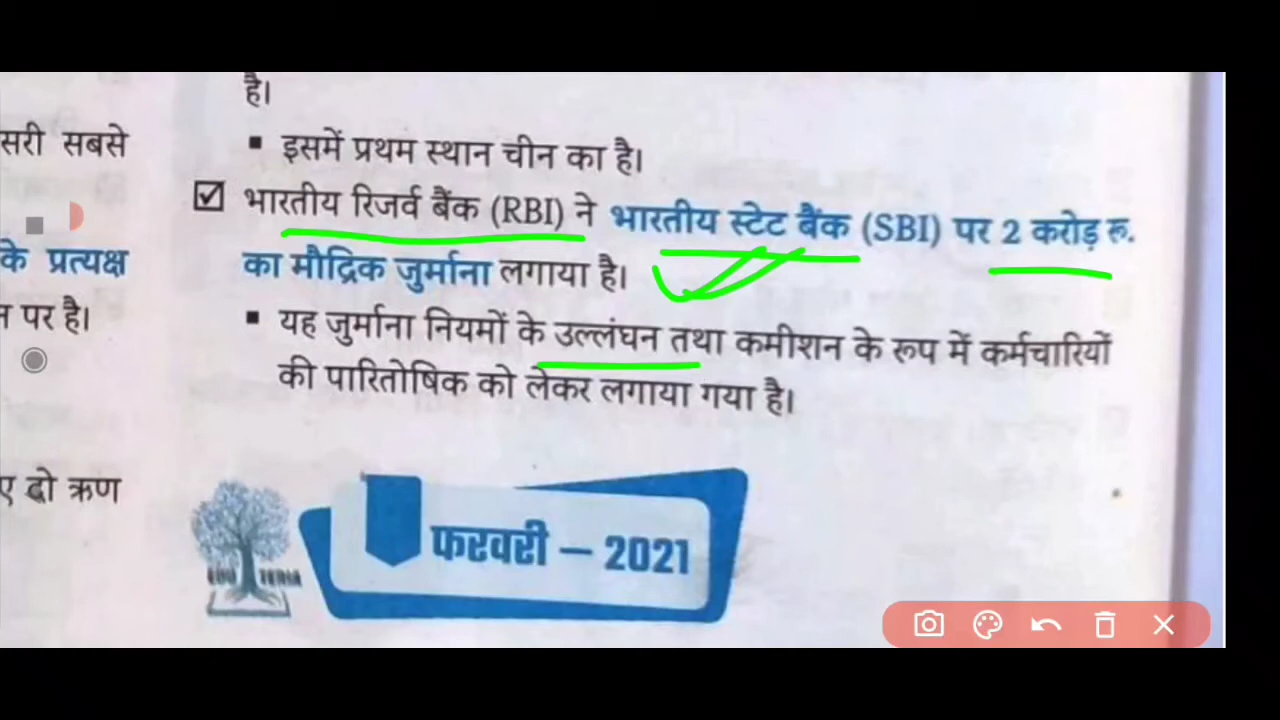 है।
सरी सबसे
▪ इसमें प्रथम स्थान चीन का है।
भारतीय रिजर्व बैंक (RBI) ने भारतीय स्टेट बैंक (SBI) पर 2 करोड़ रू.
के प्रत्यक्ष
का मौद्रिक जुर्माना लगाया है।
पर है।
▪ यह जुर्माना नियमों के उल्लंघन तथा कमीशन के रूप में कर्मचारियों
की पारितोषिक को लेकर लगाया गया है।
दो ऋण
फरवरी – 2021